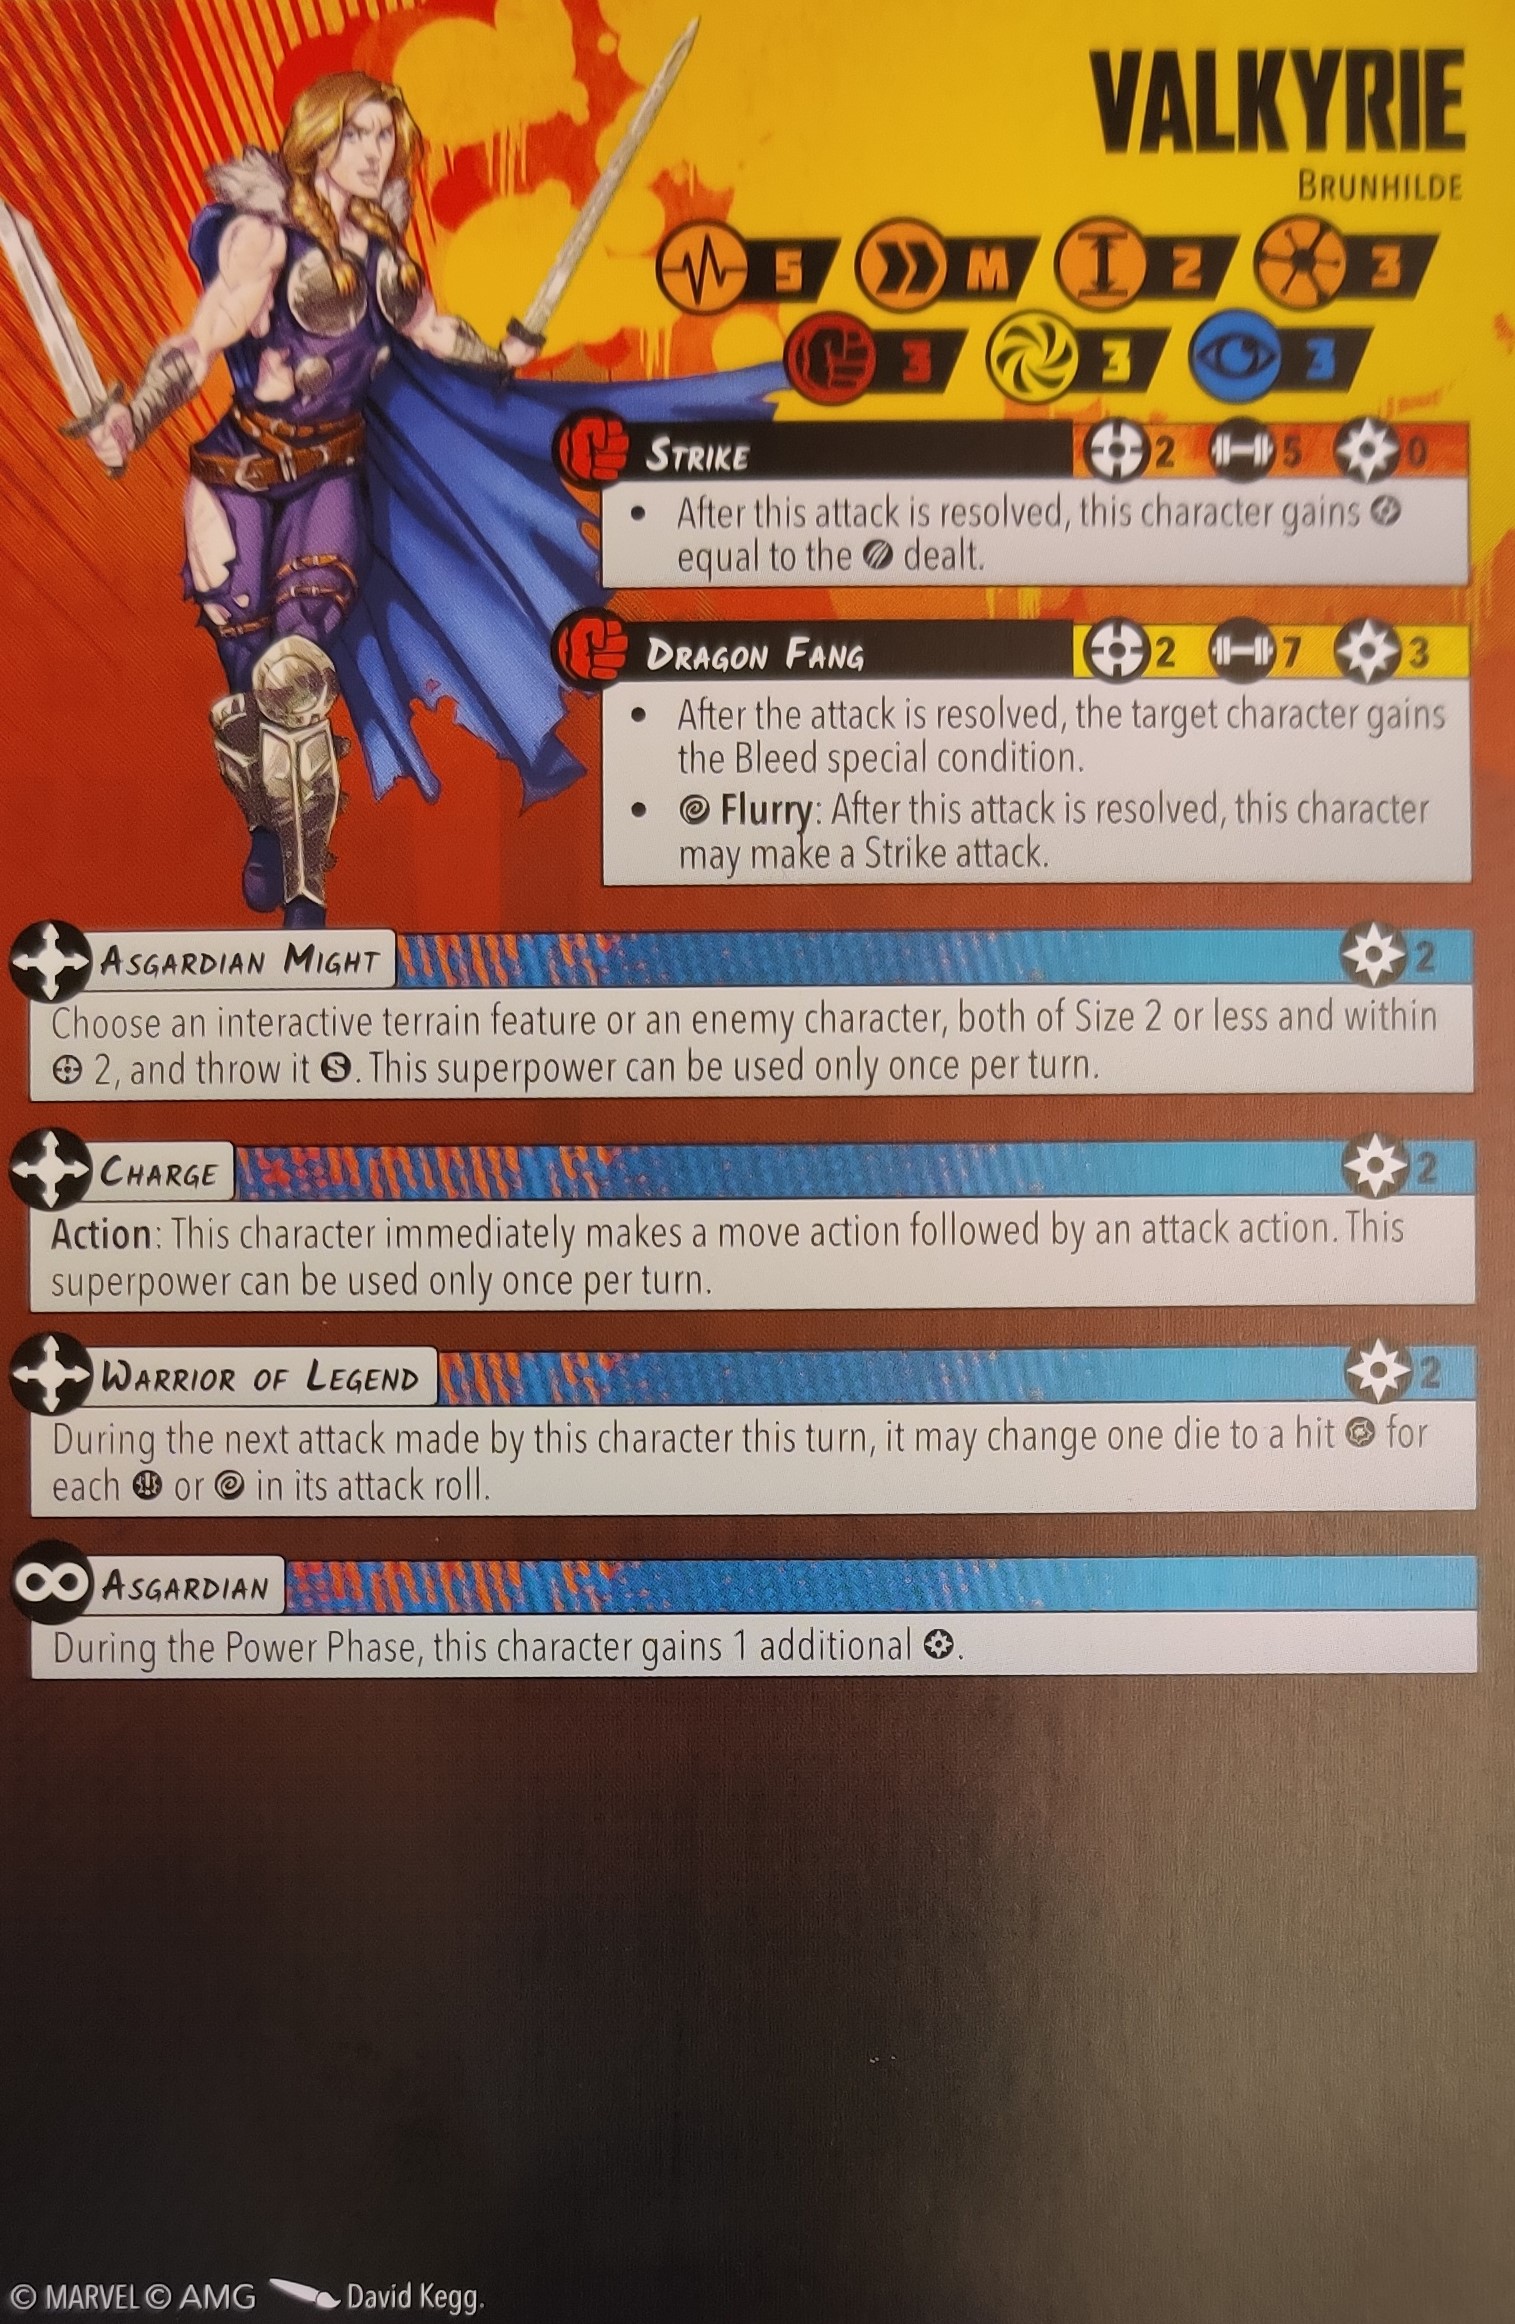 VALKYRIE
BRUNHILDE
5 M 2 3
3 3 3
STRIKE 2 5 0
• After this attack is resolved, this character gains
equal to the dealt.
DRAGON FANG 2 7 3
• After the attack is resolved, the target character gains
the Bleed special condition.
• Flurry: After this attack is resolved, this character
may make a Strike attack.
ASGARDIAN MIGHT 2
Choose an interactive terrain feature or an enemy character, both of Size 2 or less and within
2, and throw it S. This superpower can be used only once per turn.
CHARGE 2
Action: This character immediately makes a move action followed by an attack action. This
superpower can be used only once per turn.
WARRIOR OF LEGEND 2
During the next attack made by this character this turn, it may change one die to a hit for
each or in its attack roll.
ASGARDIAN
During the Power Phase, this character gains 1 additional .
© MARVEL © AMG David Kegg.